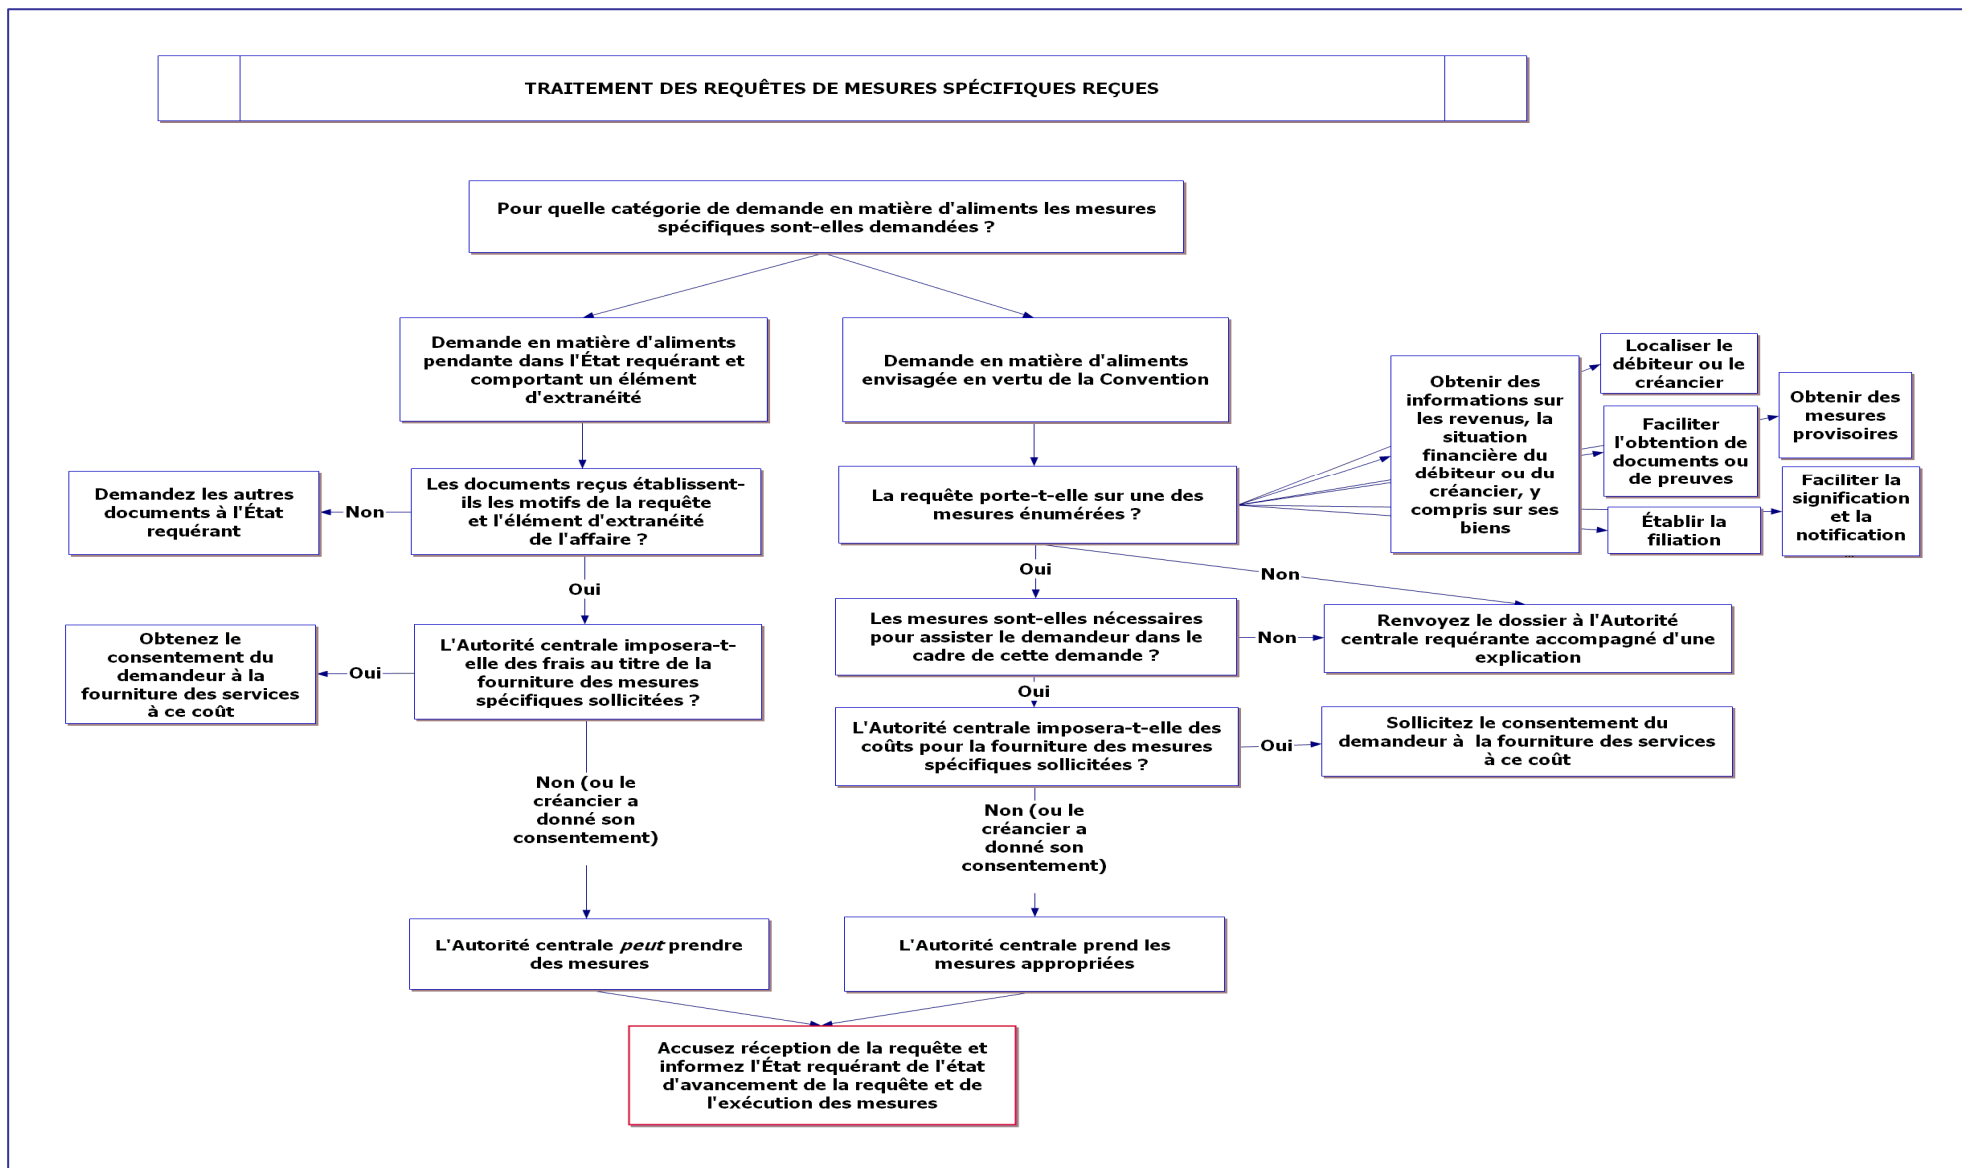 TRAITEMENT DES REQUÊTES DE MESURES SPÉCIFIQUES REÇUES
Pour quelle catégorie de demande en matière d'aliments les mesures
spécifiques sont-elles demandées ?
Demande en matière d'aliments
pendante dans l'État requérant et
comportant un élément
d'extranéité
Demande en matière d'aliments
envisagée en vertu de la Convention
Obtenir des
informations sur
les revenus, la
situation
financière du
débiteur ou du
créancier, y
compris sur ses
biens
Localiser le
débiteur ou le
créancier
Faciliter
l'obtention de
documents ou
de preuves
Établir la
filiation
Obtenir des
mesures
provisoires
Faciliter la
signification
et la
notification
...
Demandez les autres
documents à l'État
requérant
Non
Les documents reçus établissent-
ils les motifs de la requête
et l'élément d'extranéité
de l'affaire ?
La requête porte-t-elle sur une des
mesures énumérées ?
Oui
Oui
Non
Obtenez le
consentement du
demandeur à la
fourniture des services
à ce coût
Oui
L'Autorité centrale imposera-t-
elle des frais au titre de la
fourniture des mesures
spécifiques sollicitées ?
Les mesures sont-elles nécessaires
pour assister le demandeur dans le
cadre de cette demande ?
Non
Renvoyez le dossier à l'Autorité
centrale requérante accompagné d'une
explication
Oui
L'Autorité centrale imposera-t-elle des
coûts pour la fourniture des mesures
spécifiques sollicitées ?
Oui
Sollicitez le consentement du
demandeur à  la fourniture des services
à ce coût
Non (ou le
créancier a
donné son
consentement)
Non (ou le
créancier a
donné son
consentement)
L'Autorité centrale peut prendre
des mesures
L'Autorité centrale prend les
mesures appropriées
Accusez réception de la requête et
informez l'État requérant de l'état
d'avancement de la requête et de
l'exécution des mesures